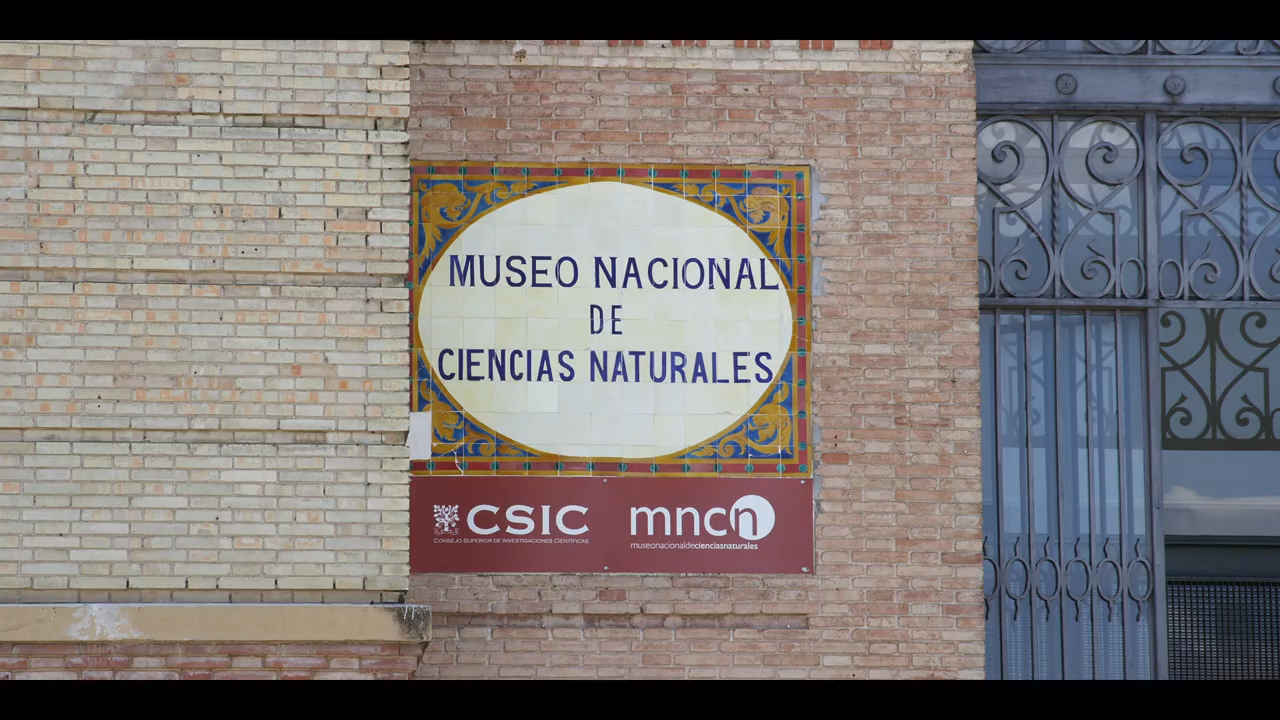 MUSEO NACIONAL
DE
CIENCIAS NATURALES
CSIC
CONSEJO SUPERIOR DE INVESTIGACIONES CIENTÍFICAS
mncn
museonacionaldecienciasnaturales